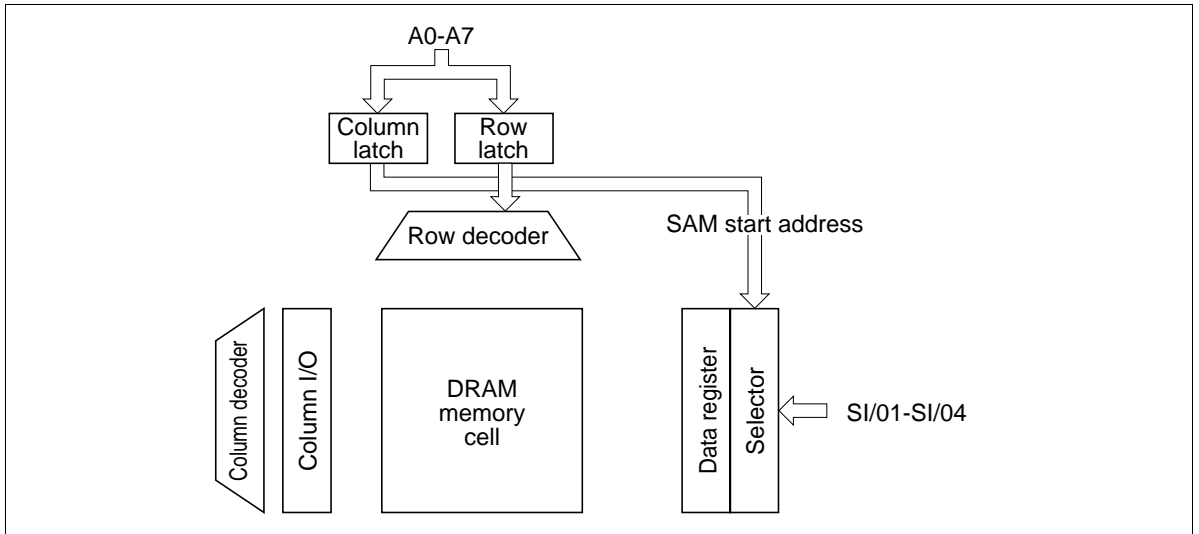 A0-A7
Column
latch
Row
latch
Row decoder
SAM start address
Column decoder
Column I/O
DRAM
memory
cell
Data register
Selector
SI/01-SI/04